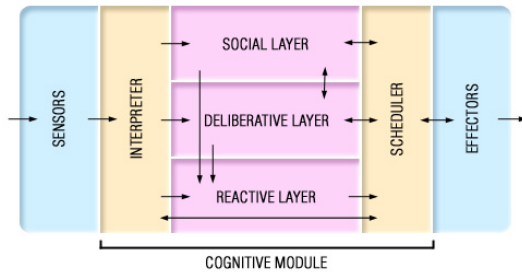 SENSORS
INTERPRETER
SOCIAL LAYER
DELIBERATIVE LAYER
REACTIVE LAYER
SCHEDULER
EFFECTORS
COGNITIVE MODULE